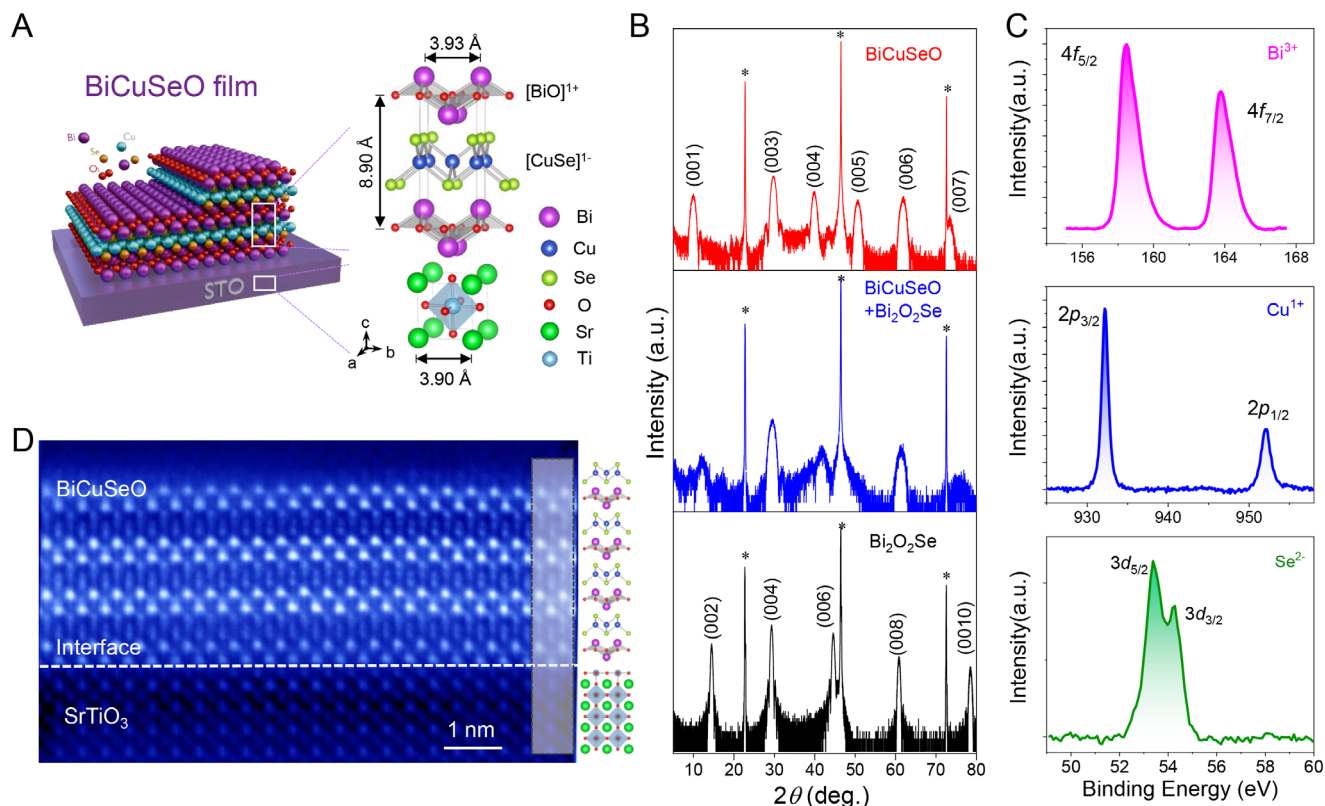 A
BiCuSeO film
Bi
Cu
Se
O
STO
3.93 Å
8.90 Å
[BiO]¹⁺
[CuSe]¹⁻
Bi
Cu
Se
O
Sr
Ti
c
a
b
3.90 Å
B
Intensity (a.u.)
BiCuSeO
*
*
*
(001)
(003)
(004)
(005)
(006)
(007)
BiCuSeO
+Bi₂O₂Se
*
*
*
Bi₂O₂Se
*
*
*
(002)
(004)
(006)
(008)
(0010)
10 20 30 40 50 60 70 80
2θ (deg.)
C
Intensity(a.u.)
Bi³⁺
4f₅/₂
4f₇/₂
156 160 164 168
Intensity(a.u.)
Cu¹⁺
2p₃/₂
2p₁/₂
930 940 950
Intensity(a.u.)
Se²⁻
3d₅/₂
3d₃/₂
50 52 54 56 58 60
Binding Energy (eV)
D
BiCuSeO
Interface
SrTiO₃
1 nm